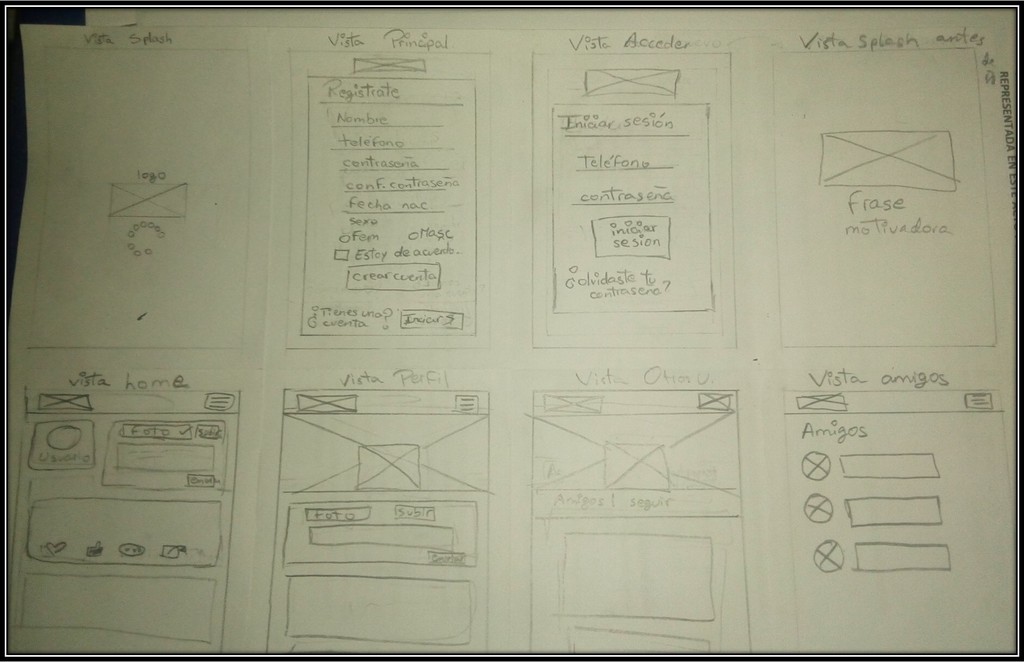 Vista Splash
logo
Vista Principal
Registrate
Nombre
teléfono
contraseña
conf. contraseña
fecha nac
sexo
Fem Masc
Estoy de acuerdo..
crear cuenta
¿Tienes una?
cuenta
Iniciar S
Vista Acceder
Iniciar sesión
Teléfono
contraseña
iniciar
sesion
¿olvidaste tu
contraseña?
Vista splash antes
de
frase
motivadora
REPRESENTADA EN ESTE
Vista home
Usuario
FOTO Subir
Vista Perfil
FOTO Subir
Vista Otro U.
Amigos | seguir
Vista amigos
Amigos